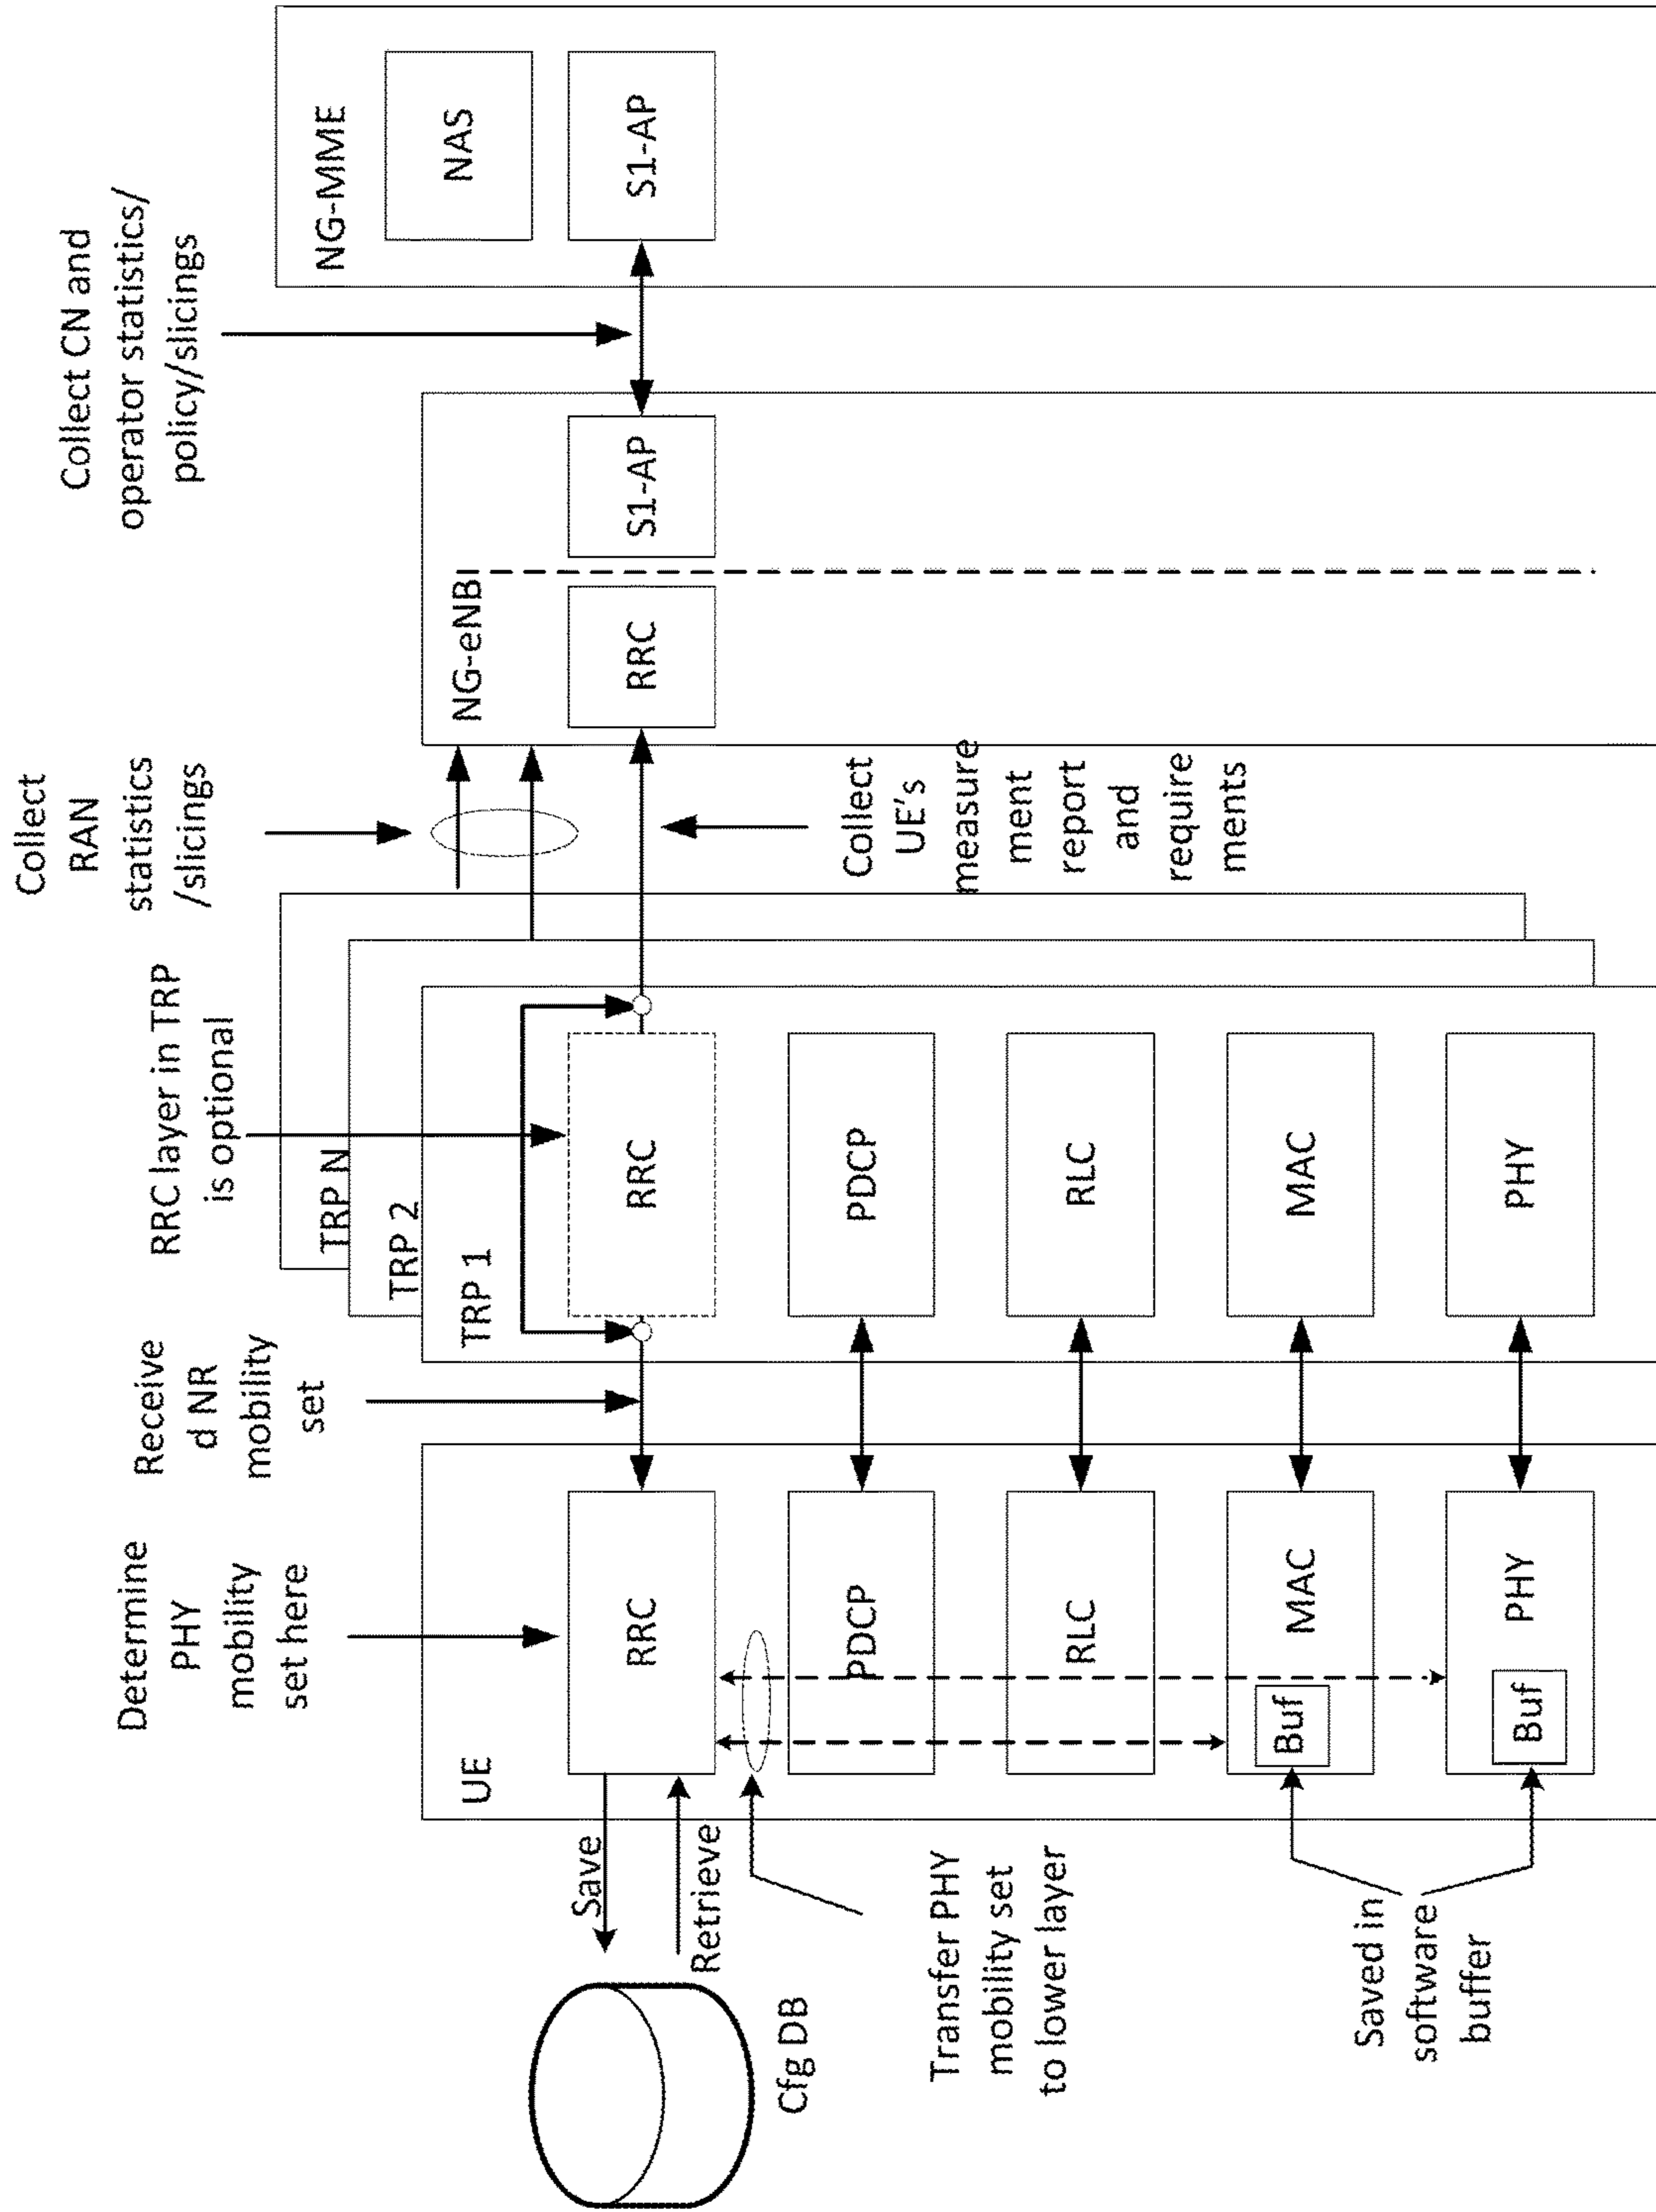 Determine
PHY
mobility
set here
Receive
d NR
mobility
set
RRC layer in TRP
is optional
Collect
RAN
statistics
/slicings
Collect CN and
operator statistics/
policy/slicings
Save
Retrieve
Cfg DB
Transfer PHY
mobility set
to lower layer
Saved in
software
buffer
UE
RRC
PDCP
RLC
MAC
Buf
PHY
Buf
TRP N
TRP 2
TRP 1
RRC
PDCP
RLC
MAC
PHY
Collect
UE's
measure
ment
report
and
require
ments
NG-eNB
RRC
S1-AP
NG-MME
NAS
S1-AP